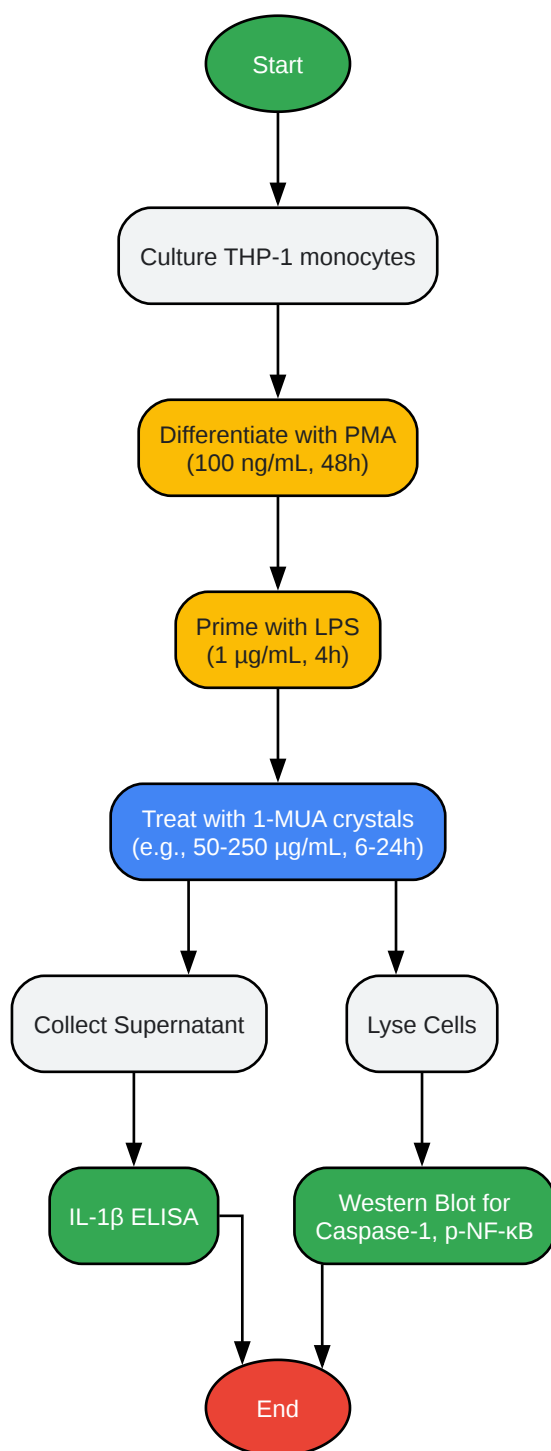 Start
Culture THP-1 monocytes
Differentiate with PMA
(100 ng/mL, 48h)
Prime with LPS
(1 µg/mL, 4h)
Treat with 1-MUA crystals
(e.g., 50-250 µg/mL, 6-24h)
Collect Supernatant
Lyse Cells
IL-1β ELISA
Western Blot for
Caspase-1, p-NF-κB
End